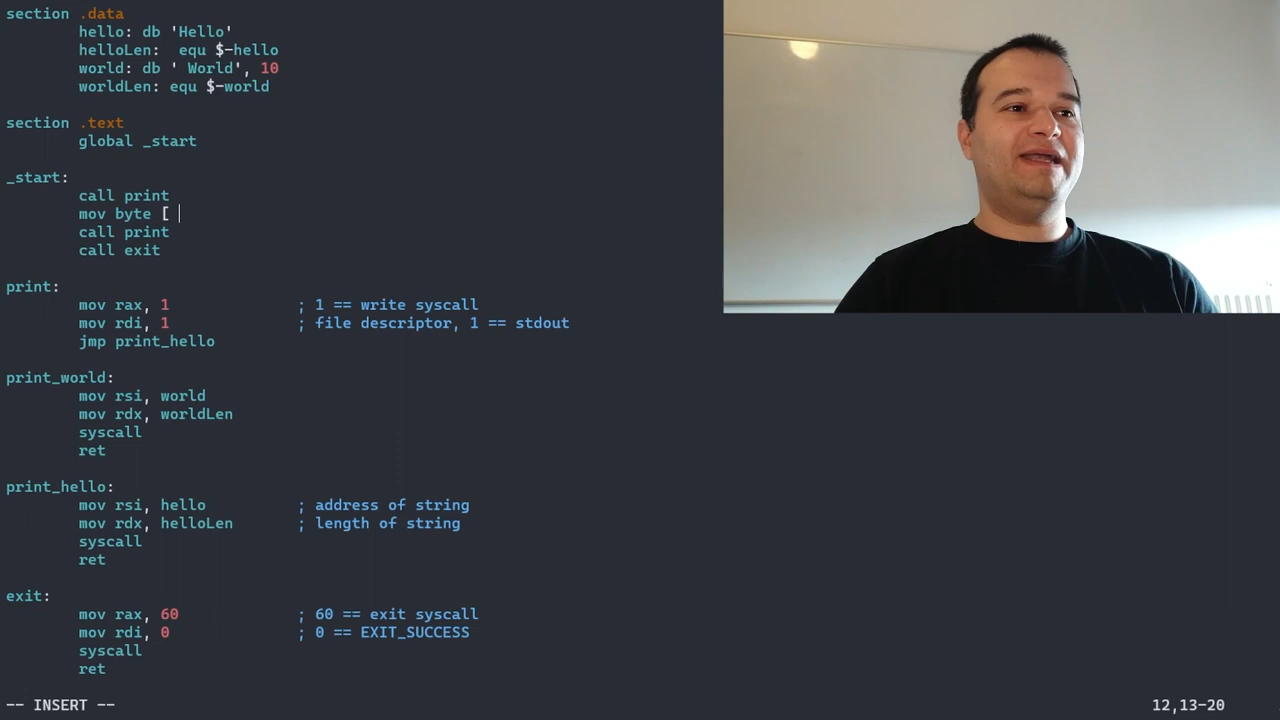 section .data
hello: db 'Hello'
helloLen:  equ $-hello
world: db ' World', 10
worldLen: equ $-world
section .text
global _start
_start:
call print
mov byte [
call print
call exit
print:
mov rax, 1 ; 1 == write syscall
mov rdi, 1 ; file descriptor, 1 == stdout
jmp print_hello
print_world:
mov rsi, world
mov rdx, worldLen
syscall
ret
print_hello:
mov rsi, hello ; address of string
mov rdx, helloLen ; length of string
syscall
ret
exit:
mov rax, 60 ; 60 == exit syscall
mov rdi, 0 ; 0 == EXIT_SUCCESS
syscall
ret
-- INSERT -- 12,13-20